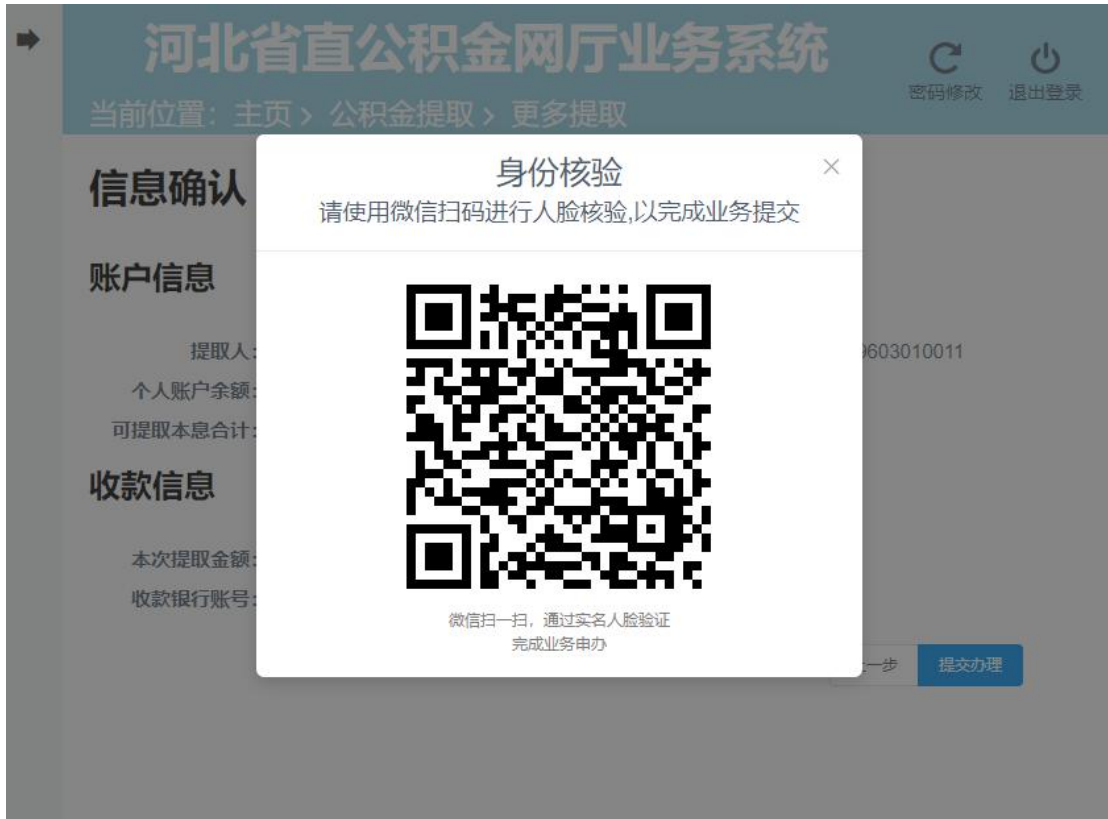 河北省直公积金网厅业务系统
密码修改 退出登录
当前位置：主页 > 公积金提取 > 更多提取
信息确认
身份核验
请使用微信扫码进行人脸核验,以完成业务提交
账户信息
提取人: 9603010011
个人账户余额:
可提取本息合计:
收款信息
本次提取金额:
收款银行账号:
微信扫一扫，通过实名人脸验证
完成业务申办
一步 提交办理